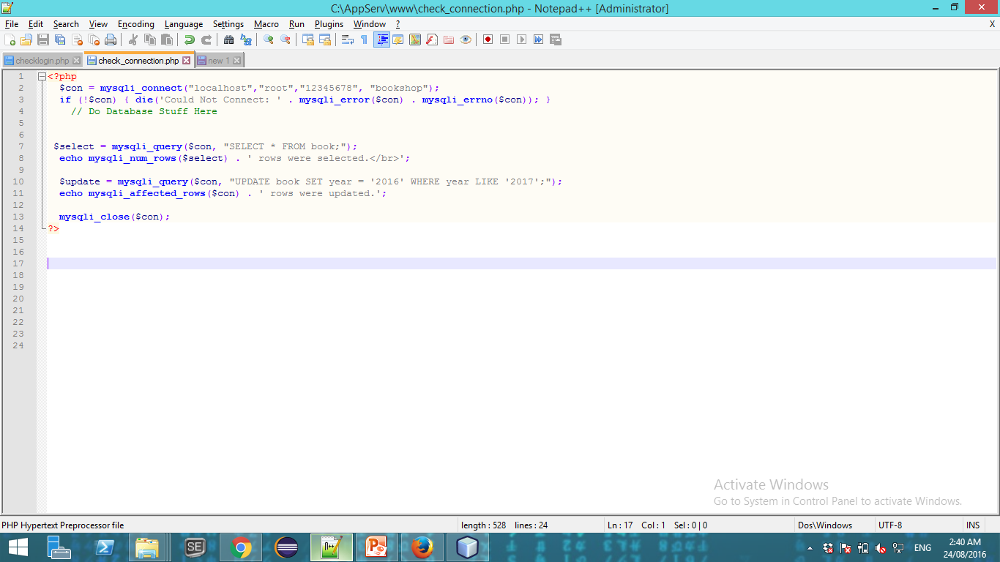 C:\AppServ\www\check_connection.php - Notepad++ [Administrator]
File Edit Search View Encoding Language Settings Macro Run Plugins Window ? X
checklogin.php check_connection.php new 1
1 <?php
2 $con = mysqli_connect("localhost","root","12345678", "bookshop");
3 if (!$con) { die('Could Not Connect: ' . mysqli_error($con) . mysqli_errno($con)); }
4 // Do Database Stuff Here
5
6
7 $select = mysqli_query($con, "SELECT * FROM book;");
8 echo mysqli_num_rows($select) . ' rows were selected.</br>';
9
10 $update = mysqli_query($con, "UPDATE book SET year = '2016' WHERE year LIKE '2017';");
11 echo mysqli_affected_rows($con) . ' rows were updated.';
12
13 mysqli_close($con);
14 ?>
15
16
17
18
19
20
21
22
23
24
Activate Windows
Go to System in Control Panel to activate Windows.
PHP Hypertext Preprocessor file length : 528 lines : 24 Ln : 17 Col : 1 Sel : 0 | 0 Dos\Windows UTF-8 INS
SE ENG 2:40 AM
24/08/2016